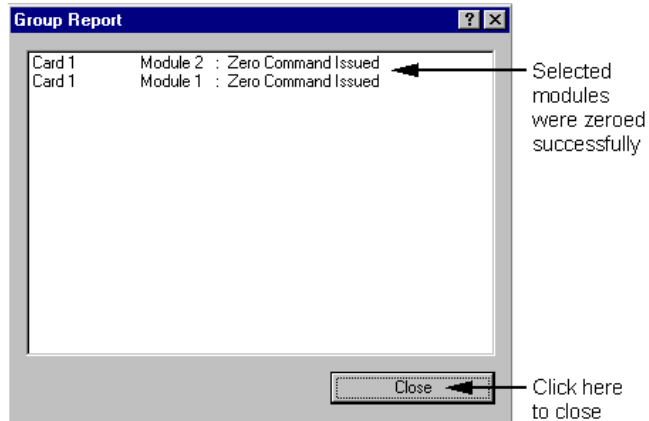 Group Report
Card 1 Module 2 : Zero Command Issued
Card 1 Module 1 : Zero Command Issued
Selected
modules
were zeroed
successfully
Close
Click here
to close